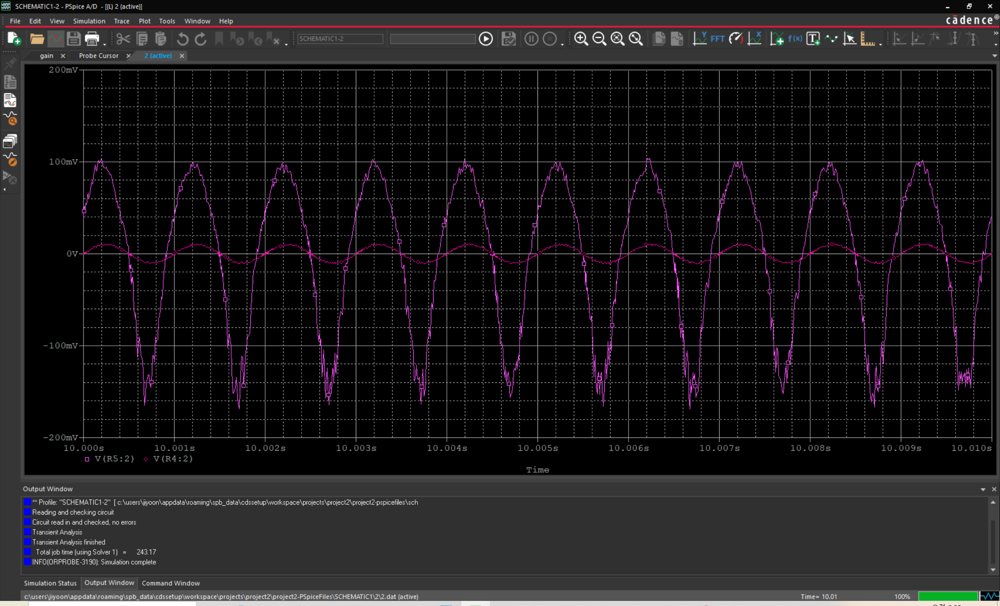 SCHEMATIC1-2 - PSpice A/D - [(L) 2 (active)]
File Edit View Simulation Trace Plot Tools Window Help
cādence®
SCHEMATIC1-2
Y FFT X f(x) T
gain Probe Cursor 2 (active)
200mV
100mV
0V
-100mV
-200mV
10.000s 10.001s 10.002s 10.003s 10.004s 10.005s 10.006s 10.007s 10.008s 10.009s 10.010s
V(R5:2) V(R4:2)
Time
Output Window
** Profile: "SCHEMATIC1-2" [ c:\users\jiyoon\appdata\roaming\spb_data\cdssetup\workspace\projects\project2\project2-pspicefiles\sch
Reading and checking circuit
Circuit read in and checked, no errors
Transient Analysis
Transient Analysis finished
Total job time (using Solver 1) = 243.17
INFO(ORPROBE-3190): Simulation complete
Simulation Status Output Window Command Window
c:\users\jiyoon\appdata\roaming\spb_data\cdssetup\workspace\projects\project2\project2-PSpiceFiles\SCHEMATIC1\2\2.dat (active) Time= 10.01 100%